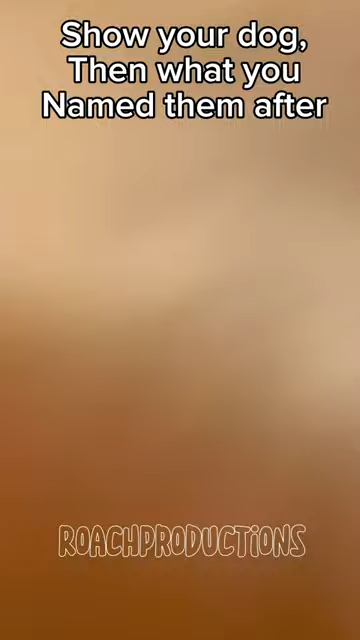 Show your dog,
Then what you
Named them after
ROACHPRODUCTiONS